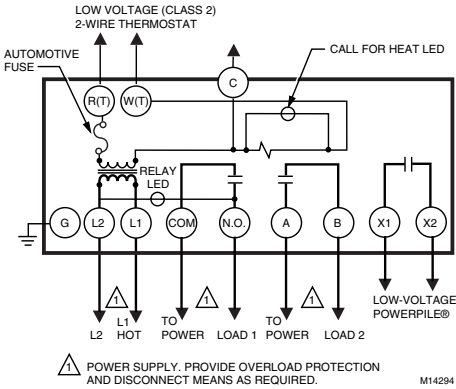 LOW VOLTAGE (CLASS 2)
2-WIRE THERMOSTAT
AUTOMOTIVE
FUSE
CALL FOR HEAT LED
C
R(T)
W(T)
RELAY
LED
G
L2
L1
COM
N.O.
A
B
X1
X2
1
1
1
L2
L1
HOT
TO
POWER
LOAD 1
TO
POWER
LOAD 2
LOW-VOLTAGE
POWERPILE®
1
POWER SUPPLY. PROVIDE OVERLOAD PROTECTION
AND DISCONNECT MEANS AS REQUIRED.
M14294